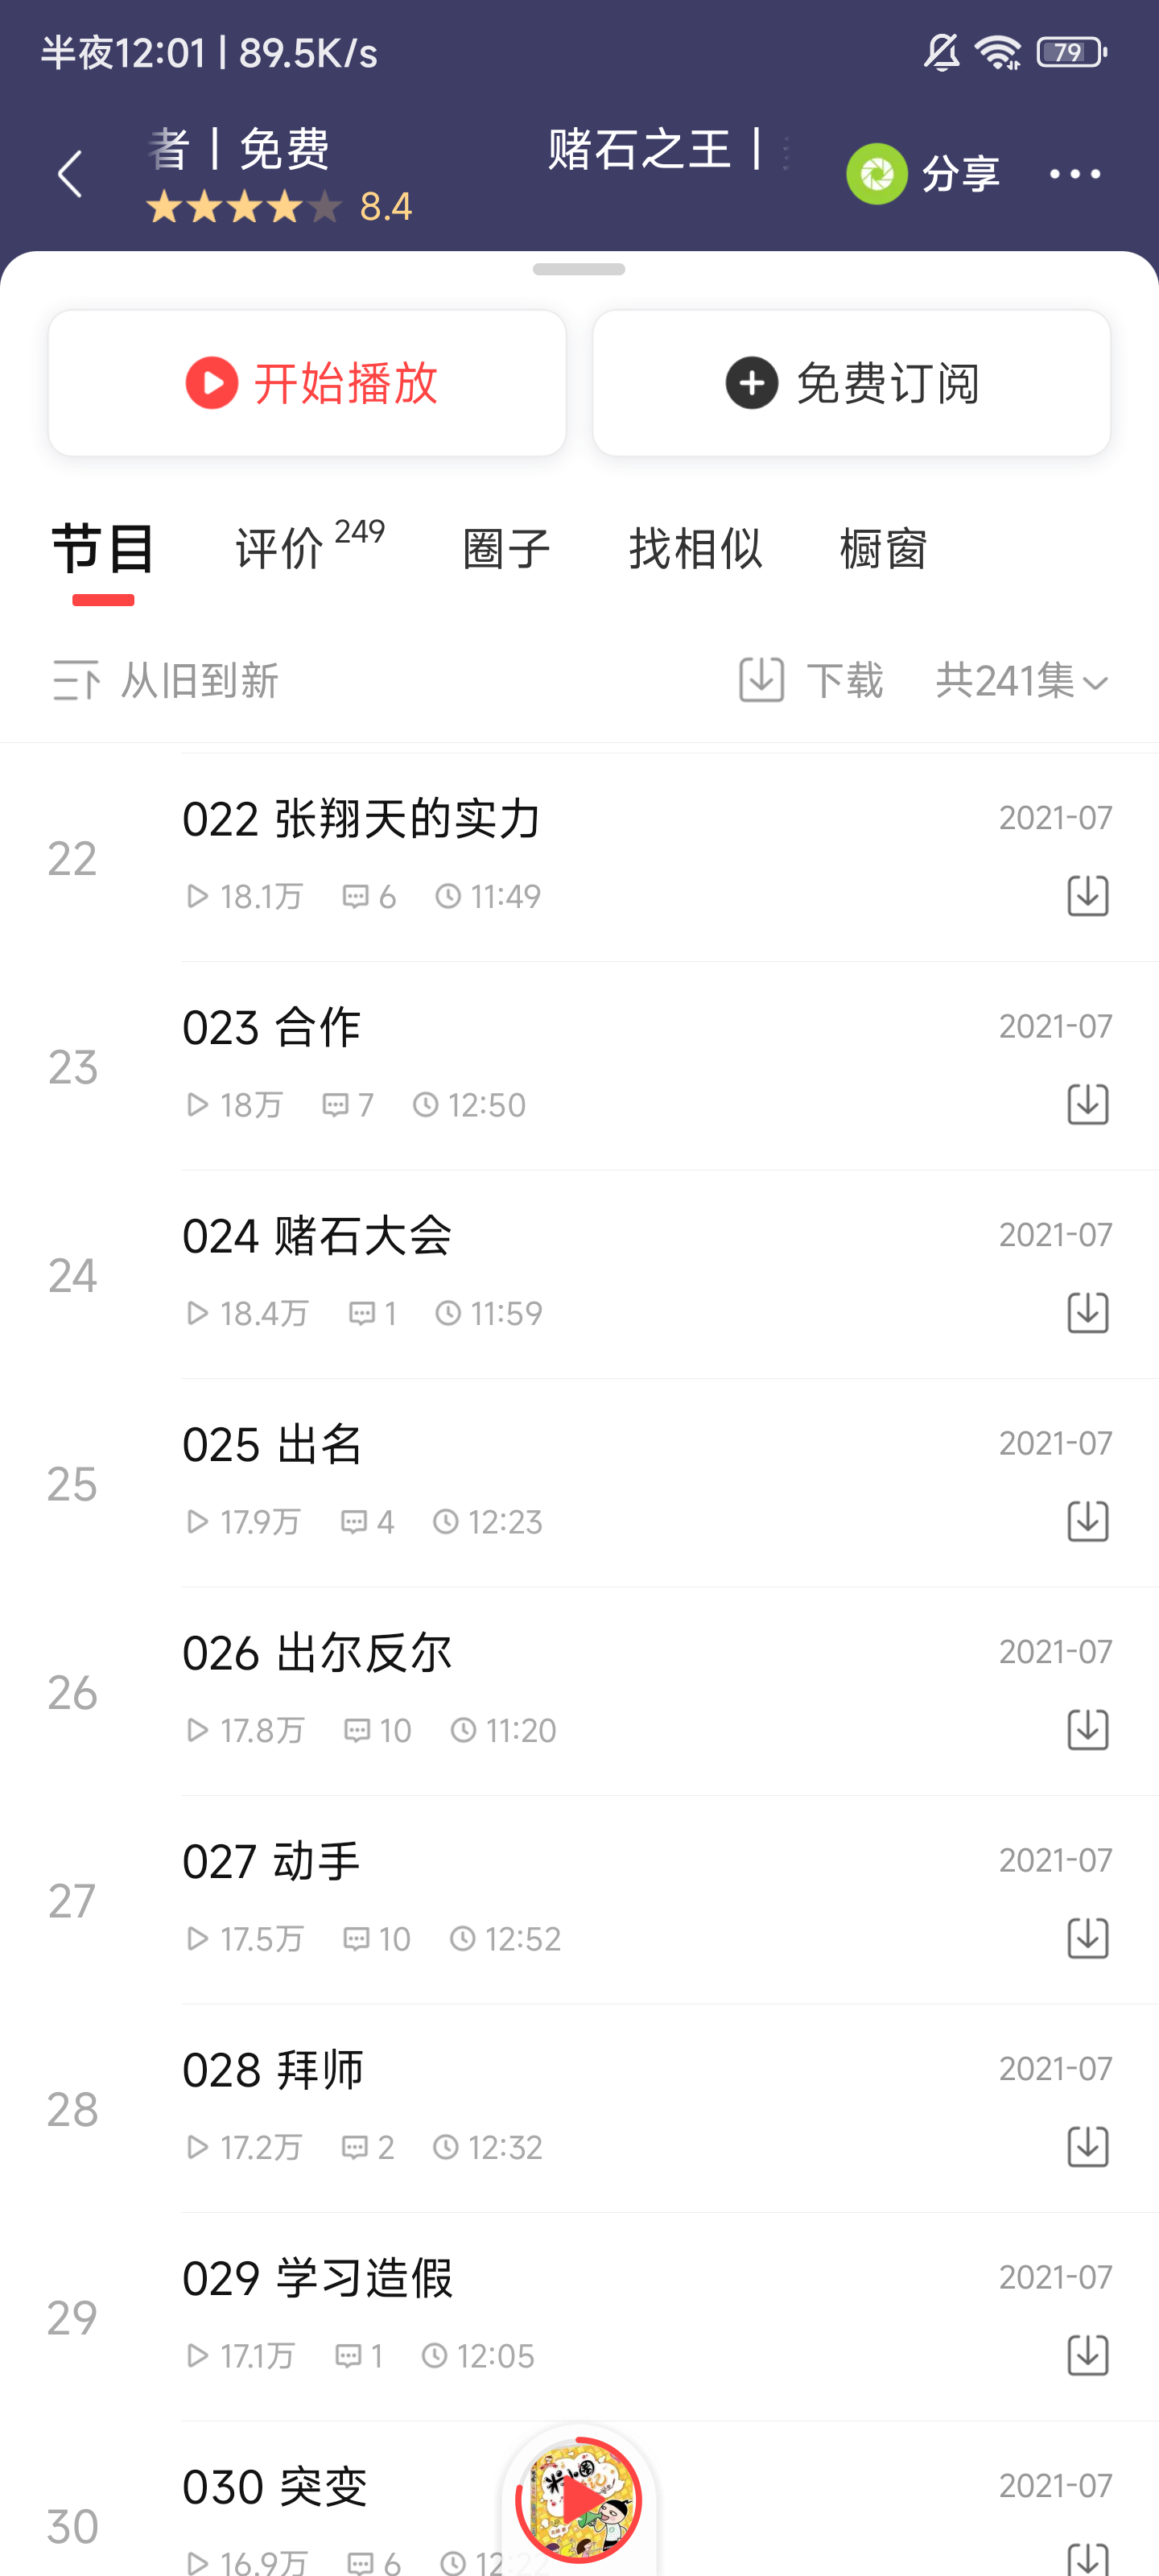 半夜12:01 | 89.5K/s
79
者丨免费 赌石之王丨
8.4
分享
开始播放
免费订阅
节目 评价 249 圈子 找相似 橱窗
从旧到新 下载 共241集
22
022 张翔天的实力 2021-07
18.1万 6 11:49
23
023 合作 2021-07
18万 7 12:50
24
024 赌石大会 2021-07
18.4万 1 11:59
25
025 出名 2021-07
17.9万 4 12:23
26
026 出尔反尔 2021-07
17.8万 10 11:20
27
027 动手 2021-07
17.5万 10 12:52
28
028 拜师 2021-07
17.2万 2 12:32
29
029 学习造假 2021-07
17.1万 1 12:05
30
030 突变 2021-07
16.9万 6 12:22